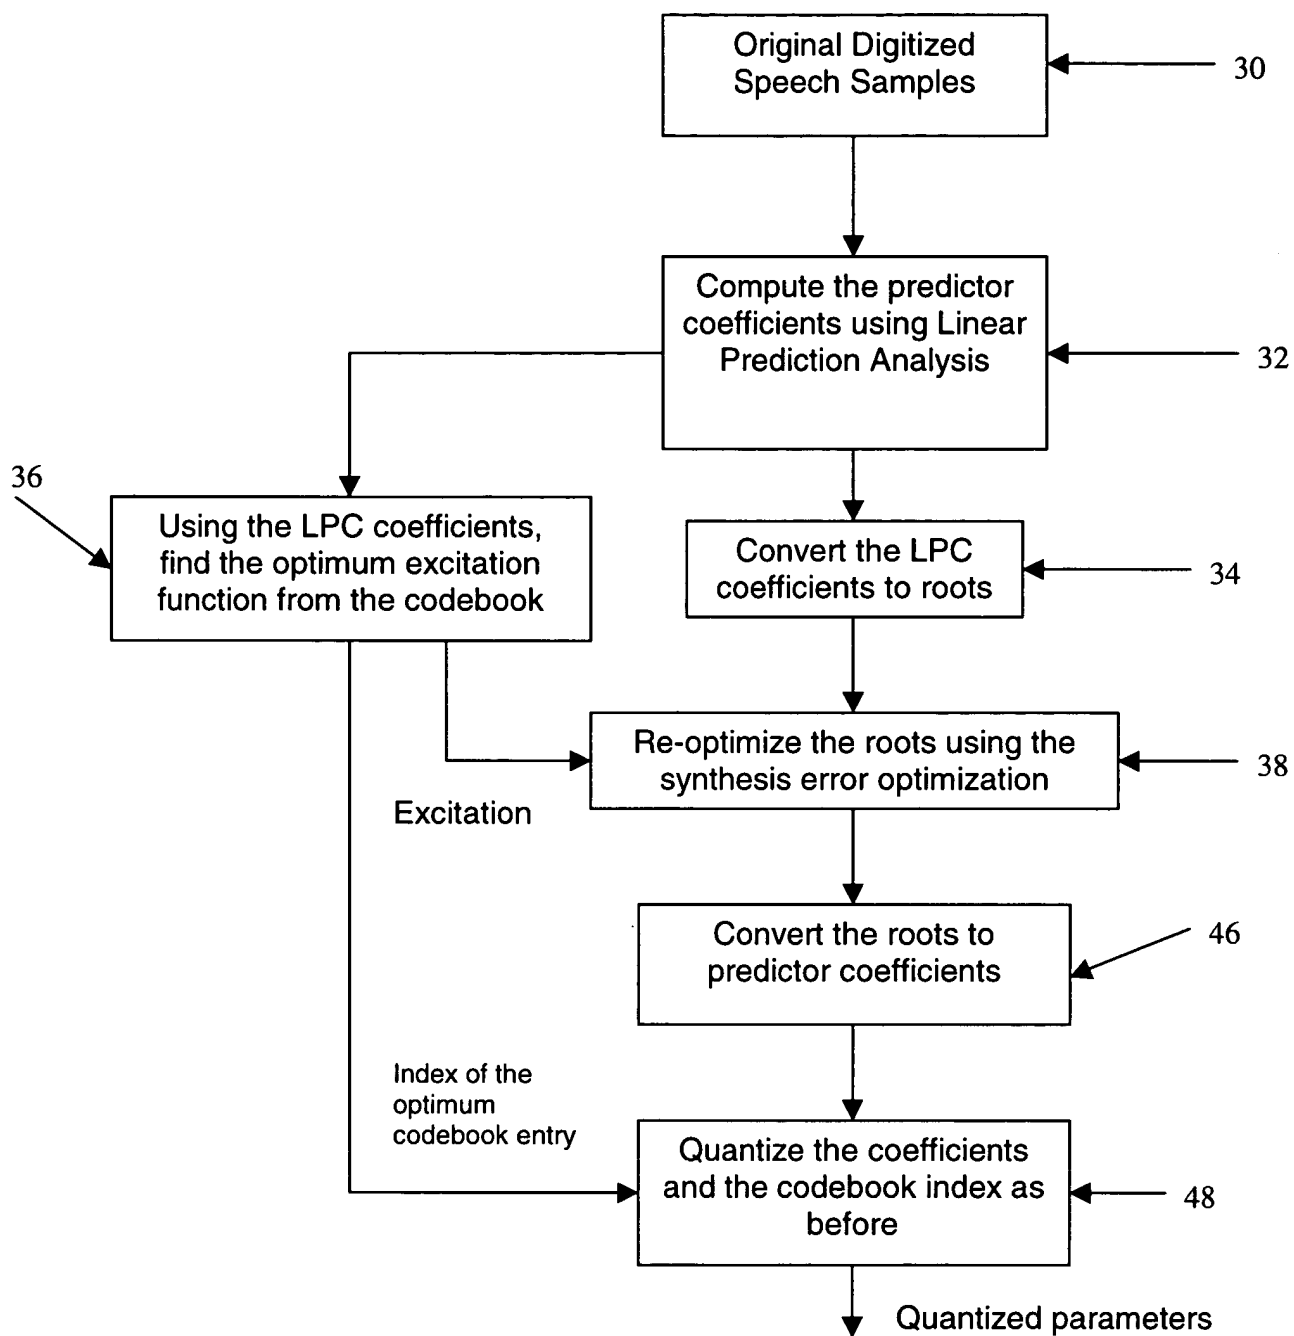 Original Digitized
Speech Samples
30
Compute the predictor
coefficients using Linear
Prediction Analysis
32
36
Using the LPC coefficients,
find the optimum excitation
function from the codebook
Convert the LPC
coefficients to roots
34
Re-optimize the roots using the
synthesis error optimization
38
Excitation
Convert the roots to
predictor coefficients
46
Index of the
optimum
codebook entry
Quantize the coefficients
and the codebook index as
before
48
Quantized parameters